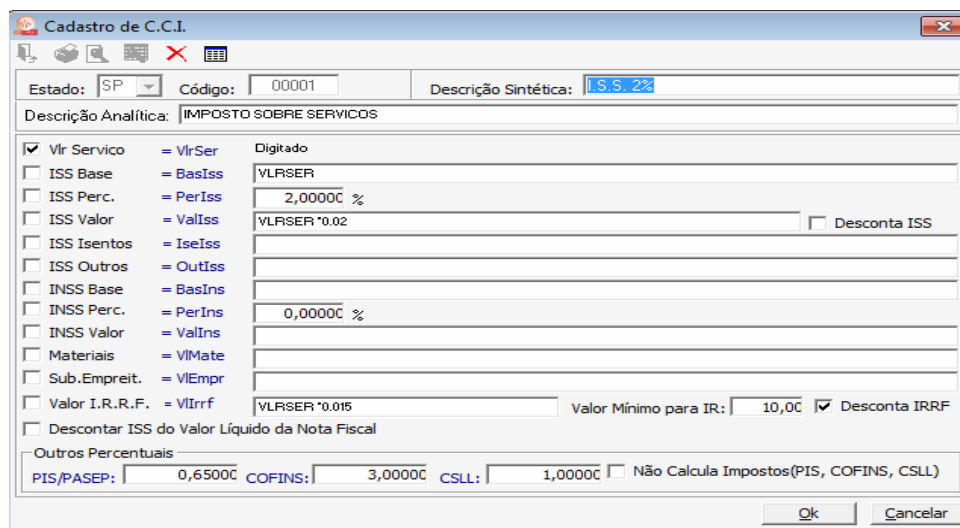 Cadastro de C.C.I.
Estado: SP Código: 00001 Descrição Sintética: I.S.S. 2%
Descrição Analítica: IMPOSTO SOBRE SERVICOS
Vlr Serviço = VlrSer Digitado
ISS Base = BasIss VLRSER
ISS Perc. = PerIss 2,00000 %
ISS Valor = ValIss VLRSER*0.02 Desconta ISS
ISS Isentos = IseIss
ISS Outros = OutIss
INSS Base = BasIns
INSS Perc. = PerIns 0,00000 %
INSS Valor = ValIns
Materiais = VlMate
Sub.Empreit. = VlEmpr
Valor I.R.R.F. = VlIrrf VLRSER*0.015 Valor Mínimo para IR: 10,00 Desconta IRRF
Descontar ISS do Valor Líquido da Nota Fiscal
Outros Percentuais
PIS/PASEP: 0,65000 COFINS: 3,00000 CSLL: 1,00000 Não Calcula Impostos(PIS, COFINS, CSLL)
Ok Cancelar